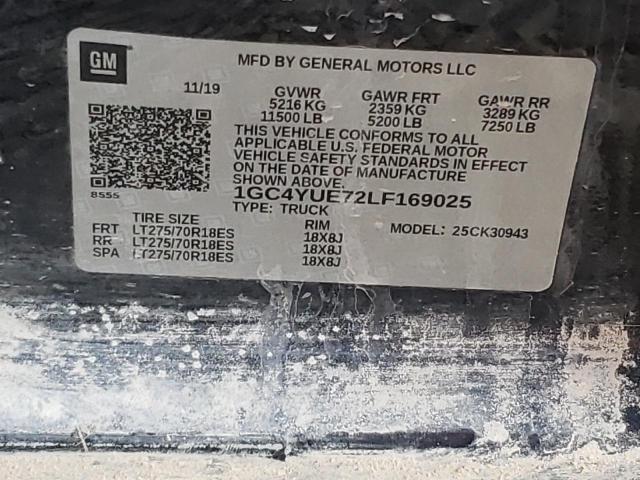 GM
MFD BY GENERAL MOTORS LLC
11/19
GVWR GAWR FRT GAWR RR
5216 KG 2359 KG 3289 KG
11500 LB 5200 LB 7250 LB
THIS VEHICLE CONFORMS TO ALL
APPLICABLE U.S. FEDERAL MOTOR
VEHICLE SAFETY STANDARDS IN EFFECT
ON THE DATE OF MANUFACTURE
SHOWN ABOVE.
8555
1GC4YUE72LF169025
TYPE: TRUCK
MODEL: 25CK30943
TIRE SIZE RIM
FRT LT275/70R18ES 18X8J
RR LT275/70R18ES 18X8J
SPA LT275/70R18ES 18X8J